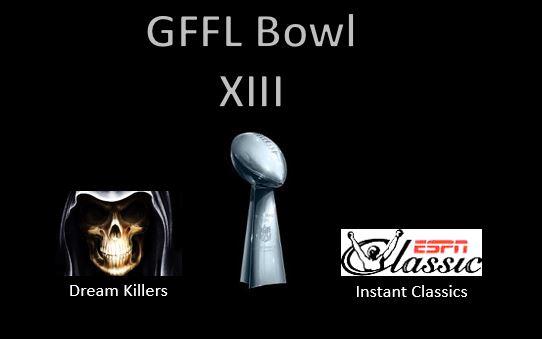 GFFL Bowl
XIII
ESPN
Classic
Dream Killers
Instant Classics